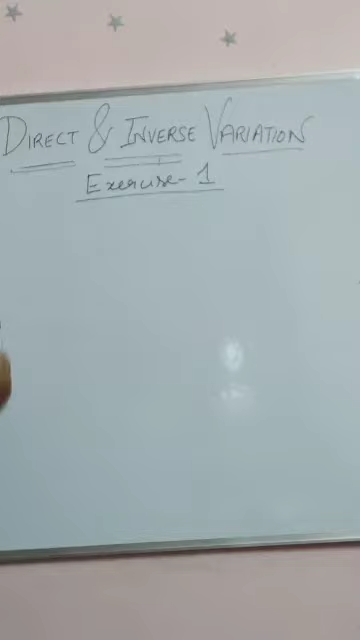 DIRECT & INVERSE VARIATION
Exercise- 1